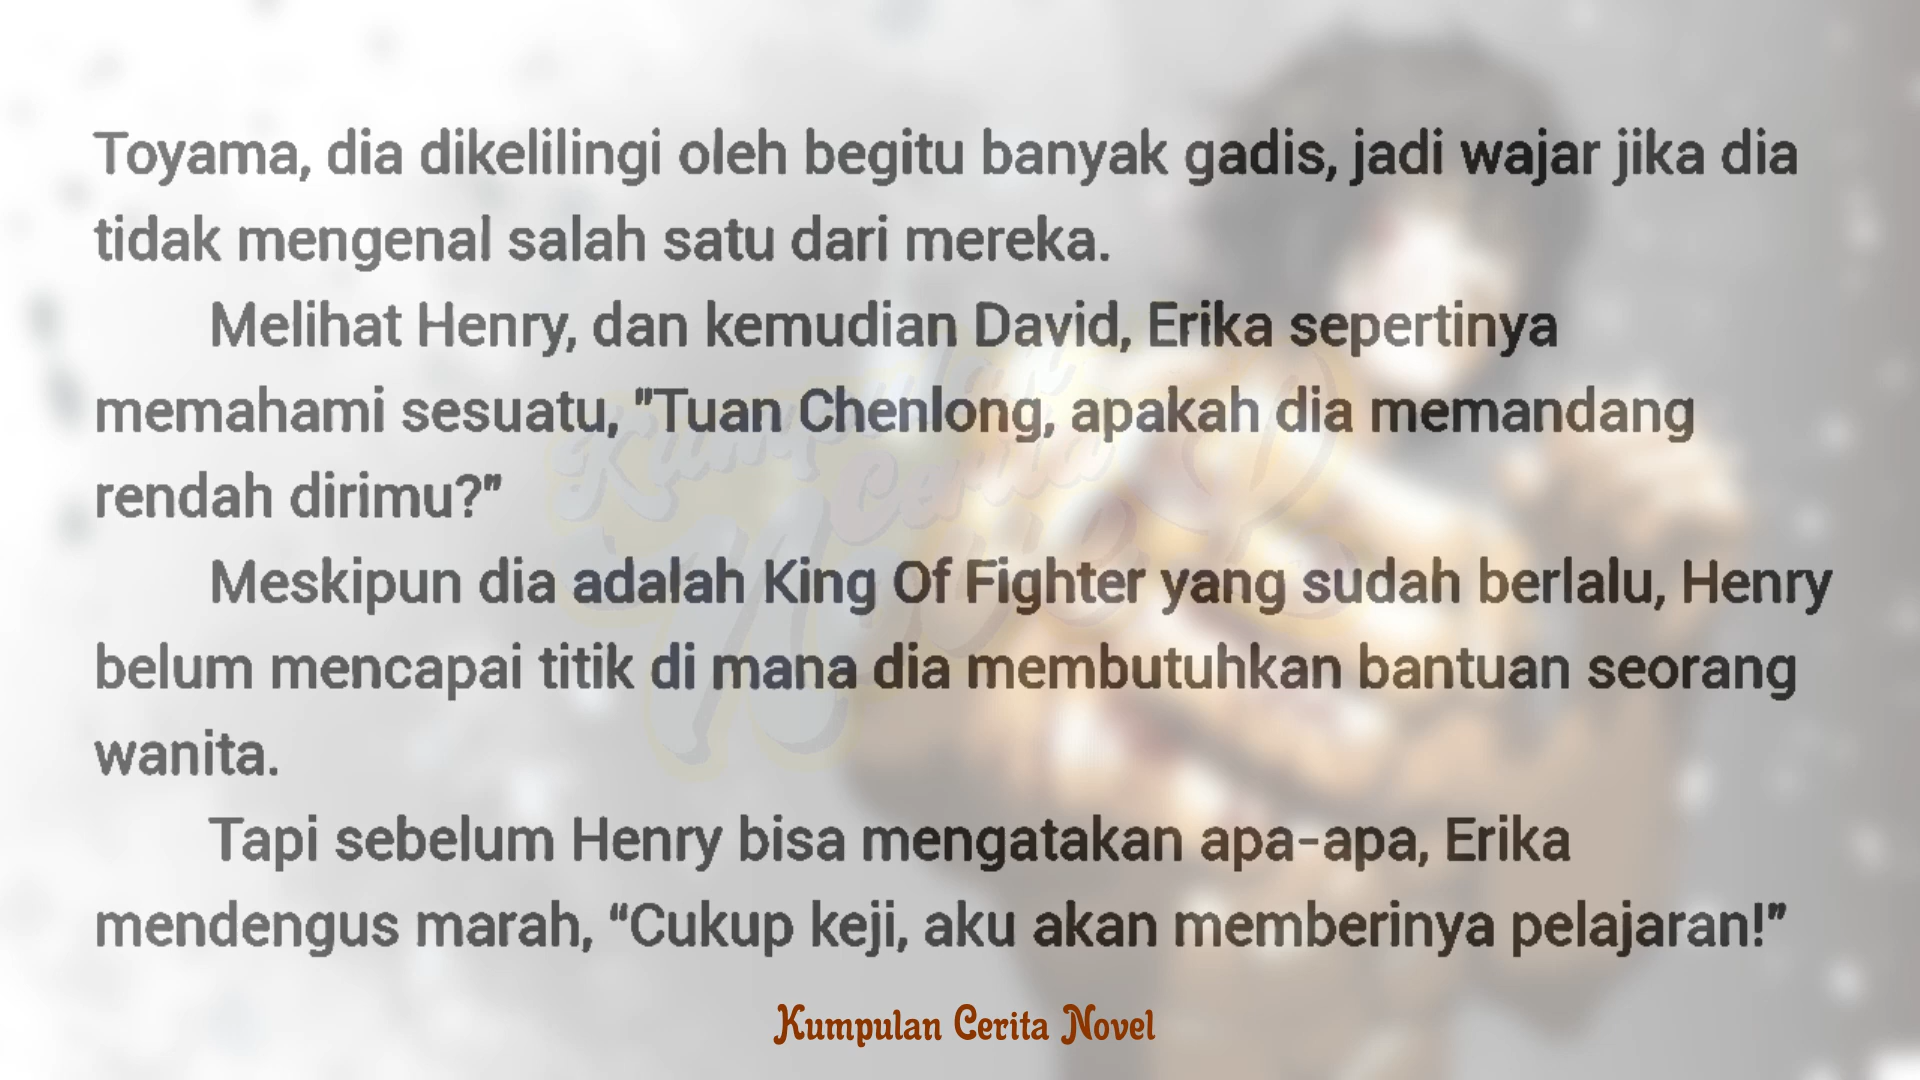 Toyama, dia dikelilingi oleh begitu banyak gadis, jadi wajar jika dia
tidak mengenal salah satu dari mereka.
Melihat Henry, dan kemudian David, Erika sepertinya
memahami sesuatu, "Tuan Chenlong, apakah dia memandang
rendah dirimu?”
Meskipun dia adalah King Of Fighter yang sudah berlalu, Henry
belum mencapai titik di mana dia membutuhkan bantuan seorang
wanita.
Tapi sebelum Henry bisa mengatakan apa-apa, Erika
mendengus marah, “Cukup keji, aku akan memberinya pelajaran!”
Kumpulan
Cerita
Novel
Kumpulan Cerita Novel